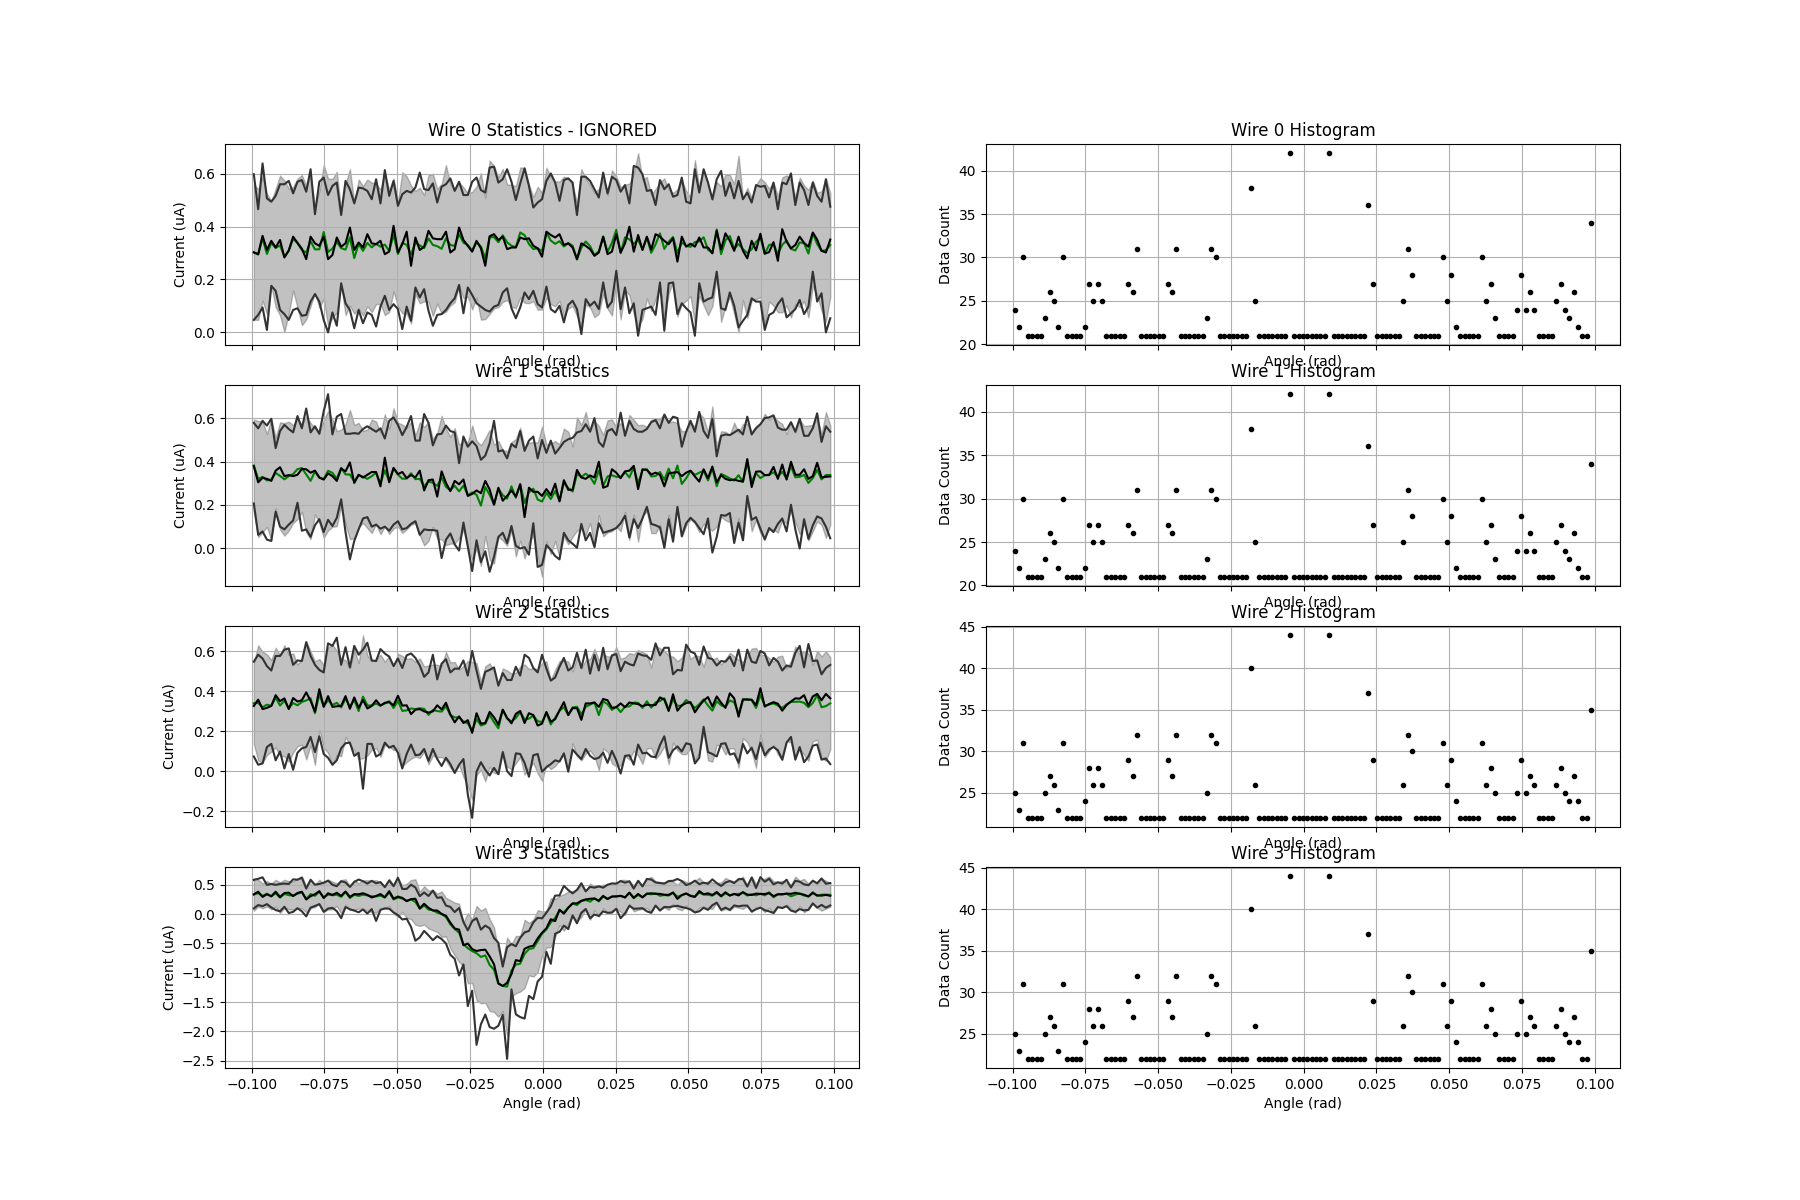 Wire 0 Statistics - IGNORED
Current (uA)
0.6
0.4
0.2
0.0
Angle (rad)
Wire 0 Histogram
Data Count
40
35
30
25
20
Angle (rad)
Wire 1 Statistics
Current (uA)
0.6
0.4
0.2
0.0
Angle (rad)
Wire 1 Histogram
Data Count
40
35
30
25
20
Angle (rad)
Wire 2 Statistics
Current (uA)
0.6
0.4
0.2
0.0
−0.2
Angle (rad)
Wire 2 Histogram
Data Count
45
40
35
30
25
Angle (rad)
Wire 3 Statistics
Current (uA)
0.5
0.0
−0.5
−1.0
−1.5
−2.0
−2.5
−0.100 −0.075 −0.050 −0.025 0.000 0.025 0.050 0.075 0.100
Angle (rad)
Wire 3 Histogram
Data Count
45
40
35
30
25
−0.100 −0.075 −0.050 −0.025 0.000 0.025 0.050 0.075 0.100
Angle (rad)